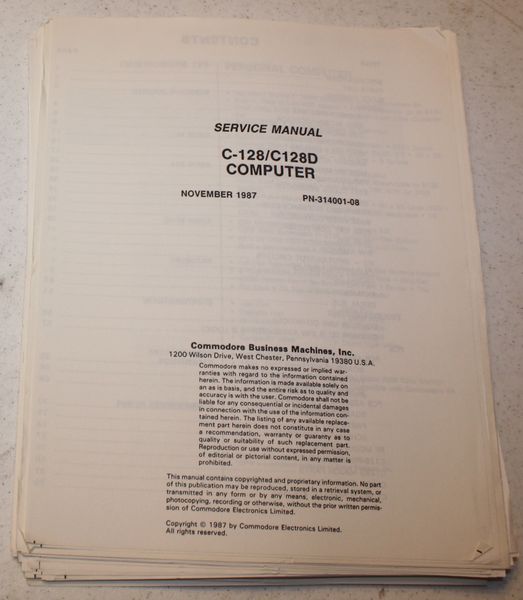 SERVICE MANUAL
C-128/C128D
COMPUTER
NOVEMBER 1987 PN-314001-08
Commodore Business Machines, Inc.
1200 Wilson Drive, West Chester, Pennsylvania 19380 U.S.A.
Commodore makes no expressed or implied war-
ranties with regard to the information contained
herein. The information is made available solely on
an as is basis, and the entire risk as to quality and
accuracy is with the user. Commodore shall not be
liable for any consequential or incidental damages
in connection with the use of the information con-
tained herein. The listing of any available replace-
ment part herein does not constitute in any case
a recommendation, warranty or guaranty as to
quality or suitability of such replacement part.
Reproduction or use without expressed permission,
of editorial or pictorial content, in any matter is
prohibited.
This manual contains copyrighted and proprietary information. No part
of this publication may be reproduced, stored in a retrieval system, or
transmitted in any form or by any means, electronic, mechanical,
photocopying, recording or otherwise, without the prior written permis-
sion of Commodore Electronics Limited.
Copyright © 1987 by Commodore Electronics Limited.
All rights reserved.